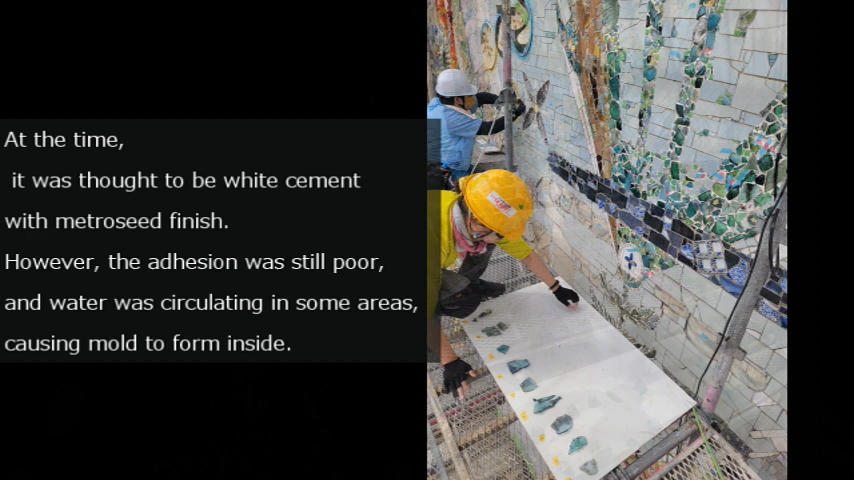 At the time,
it was thought to be white cement
with metroseed finish.
However, the adhesion was still poor,
and water was circulating in some areas,
causing mold to form inside.